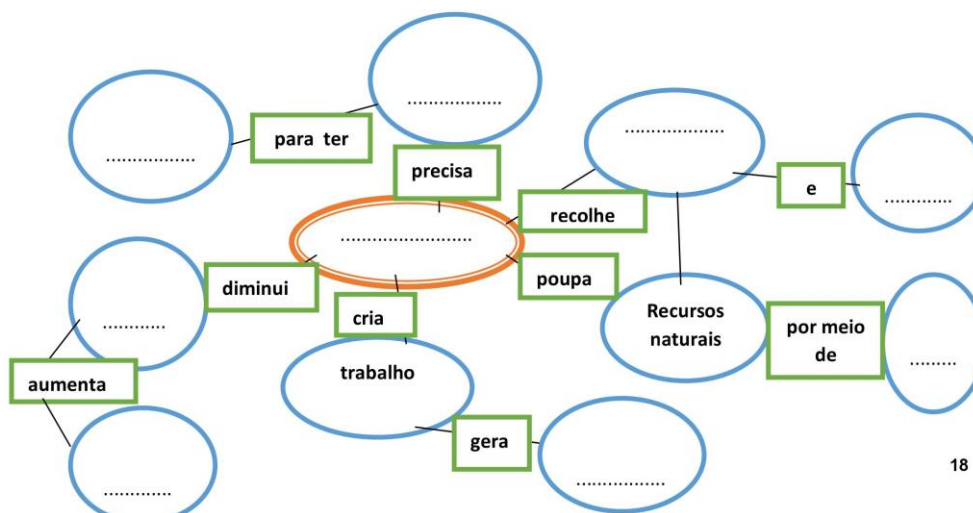 ..................
para ter
................
precisa
...................
recolhe
e
.............
.........................
diminui
poupa
............
cria
Recursos
naturais
por meio
de
.........
aumenta
trabalho
gera
.................
..............
18